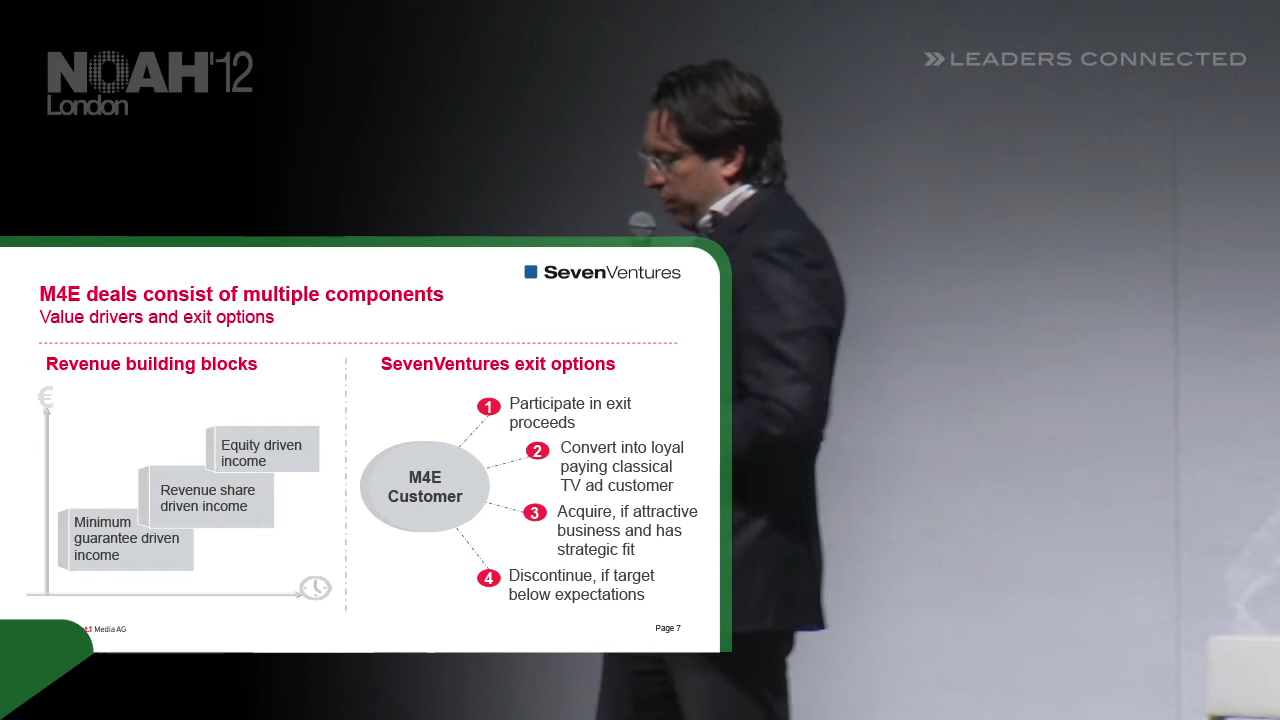 NOAH'12
London
LEADERS CONNECTED
SevenVentures
M4E deals consist of multiple components
Value drivers and exit options
Revenue building blocks
€
Equity driven
income
Revenue share
driven income
Minimum
guarantee driven
income
SevenVentures exit options
M4E
Customer
1 Participate in exit
proceeds
2 Convert into loyal
paying classical
TV ad customer
3 Acquire, if attractive
business and has
strategic fit
4 Discontinue, if target
below expectations
Media AG
Page 7